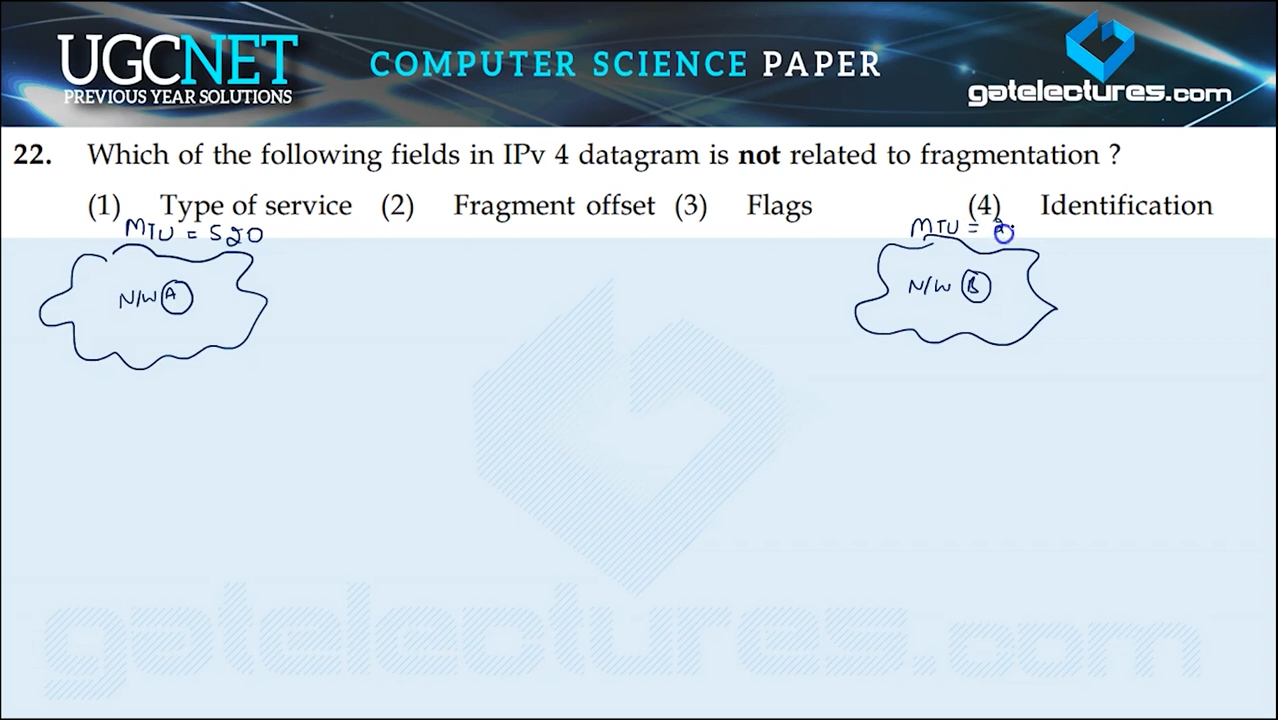 UGCNET
PREVIOUS YEAR SOLUTIONS
COMPUTER SCIENCE PAPER
gatelectures.com
22. Which of the following fields in IPv 4 datagram is not related to fragmentation ?
(1) Type of service (2) Fragment offset (3) Flags (4) Identification
MTU = 520
MTU =
N/W A
N/W B
gatelectures.com